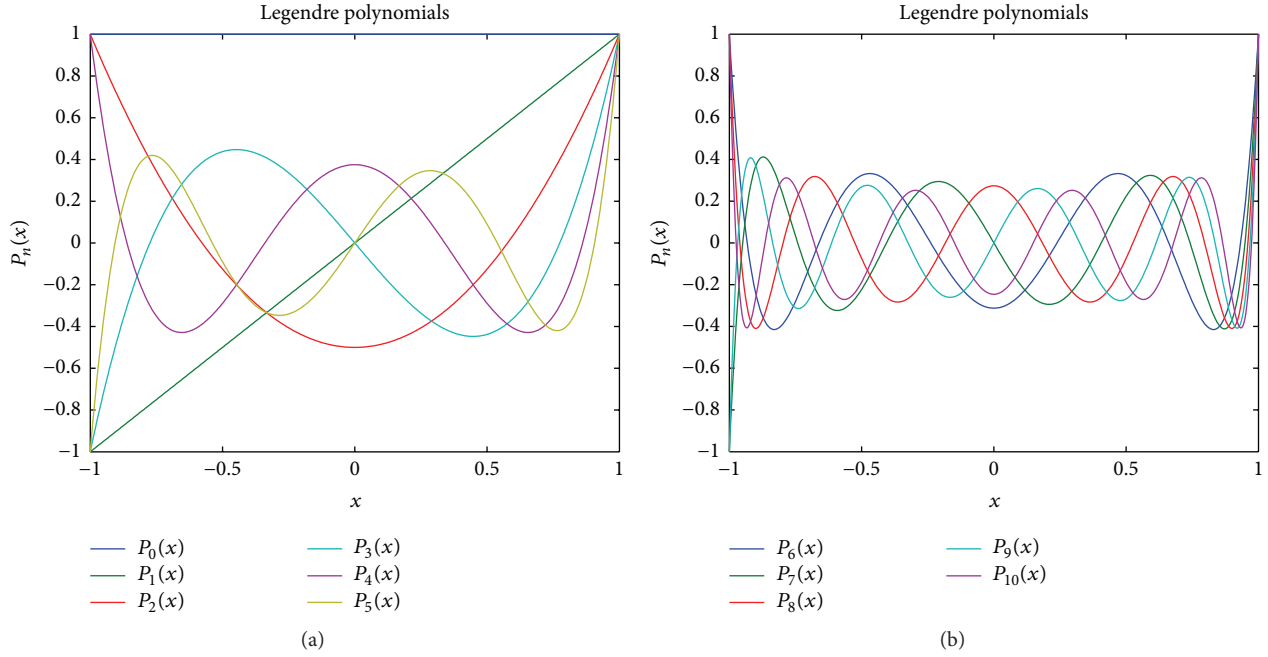 Legendre polynomials
1
0.8
0.6
0.4
0.2
0
−0.2
−0.4
−0.6
−0.8
−1
P_n(x)
−1 −0.5 0 0.5 1
x
P_0(x)
P_1(x)
P_2(x)
P_3(x)
P_4(x)
P_5(x)
(a)
Legendre polynomials
1
0.8
0.6
0.4
0.2
0
−0.2
−0.4
−0.6
−0.8
−1
P_n(x)
−1 −0.5 0 0.5 1
x
P_6(x)
P_7(x)
P_8(x)
P_9(x)
P_10(x)
(b)